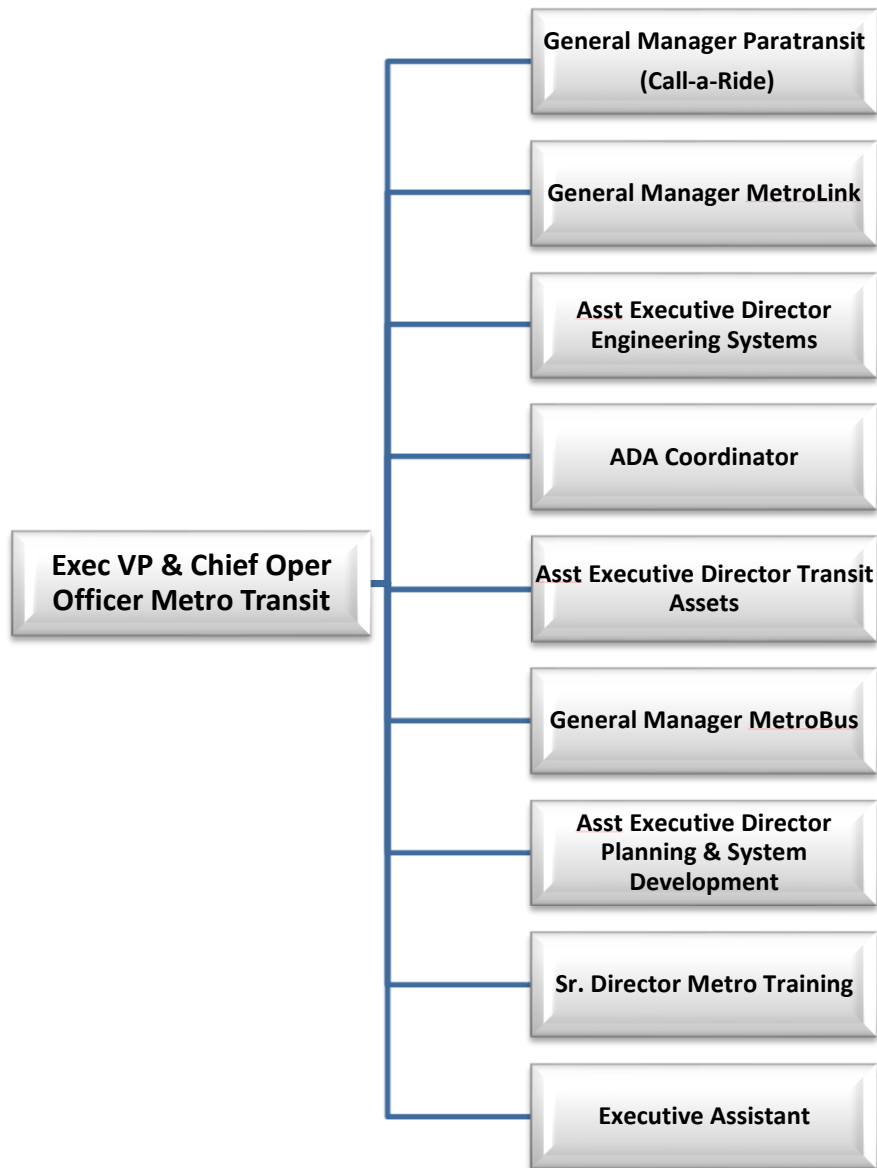 General Manager Paratransit
(Call-a-Ride)
General Manager MetroLink
Asst Executive Director
Engineering Systems
ADA Coordinator
Exec VP & Chief Oper
Officer Metro Transit
Asst Executive Director Transit
Assets
General Manager MetroBus
Asst Executive Director
Planning & System
Development
Sr. Director Metro Training
Executive Assistant